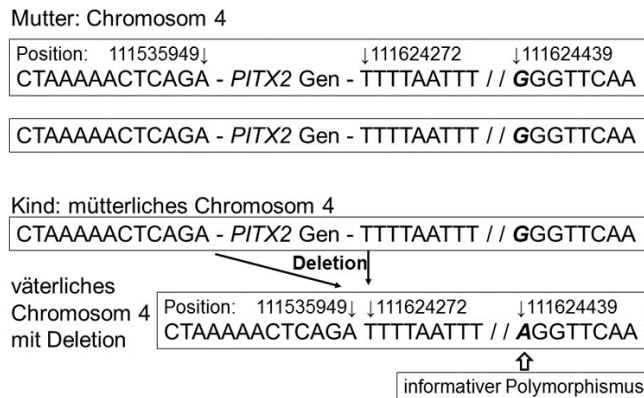 Mutter: Chromosom 4
Position: 111535949↓ ↓111624272 ↓111624439
CTAAAAACTCAGA - PITX2 Gen - TTTTAATTT // GGGTTCAA
CTAAAAACTCAGA - PITX2 Gen - TTTTAATTT // GGGTTCAA
Kind: mütterliches Chromosom 4
CTAAAAACTCAGA - PITX2 Gen - TTTTAATTT // GGGTTCAA
Deletion
väterliches
Chromosom 4
mit Deletion
Position: 111535949↓ ↓111624272 ↓111624439
CTAAAAACTCAGA TTTTAATTT // AGGTTCAA
informativer Polymorphismus